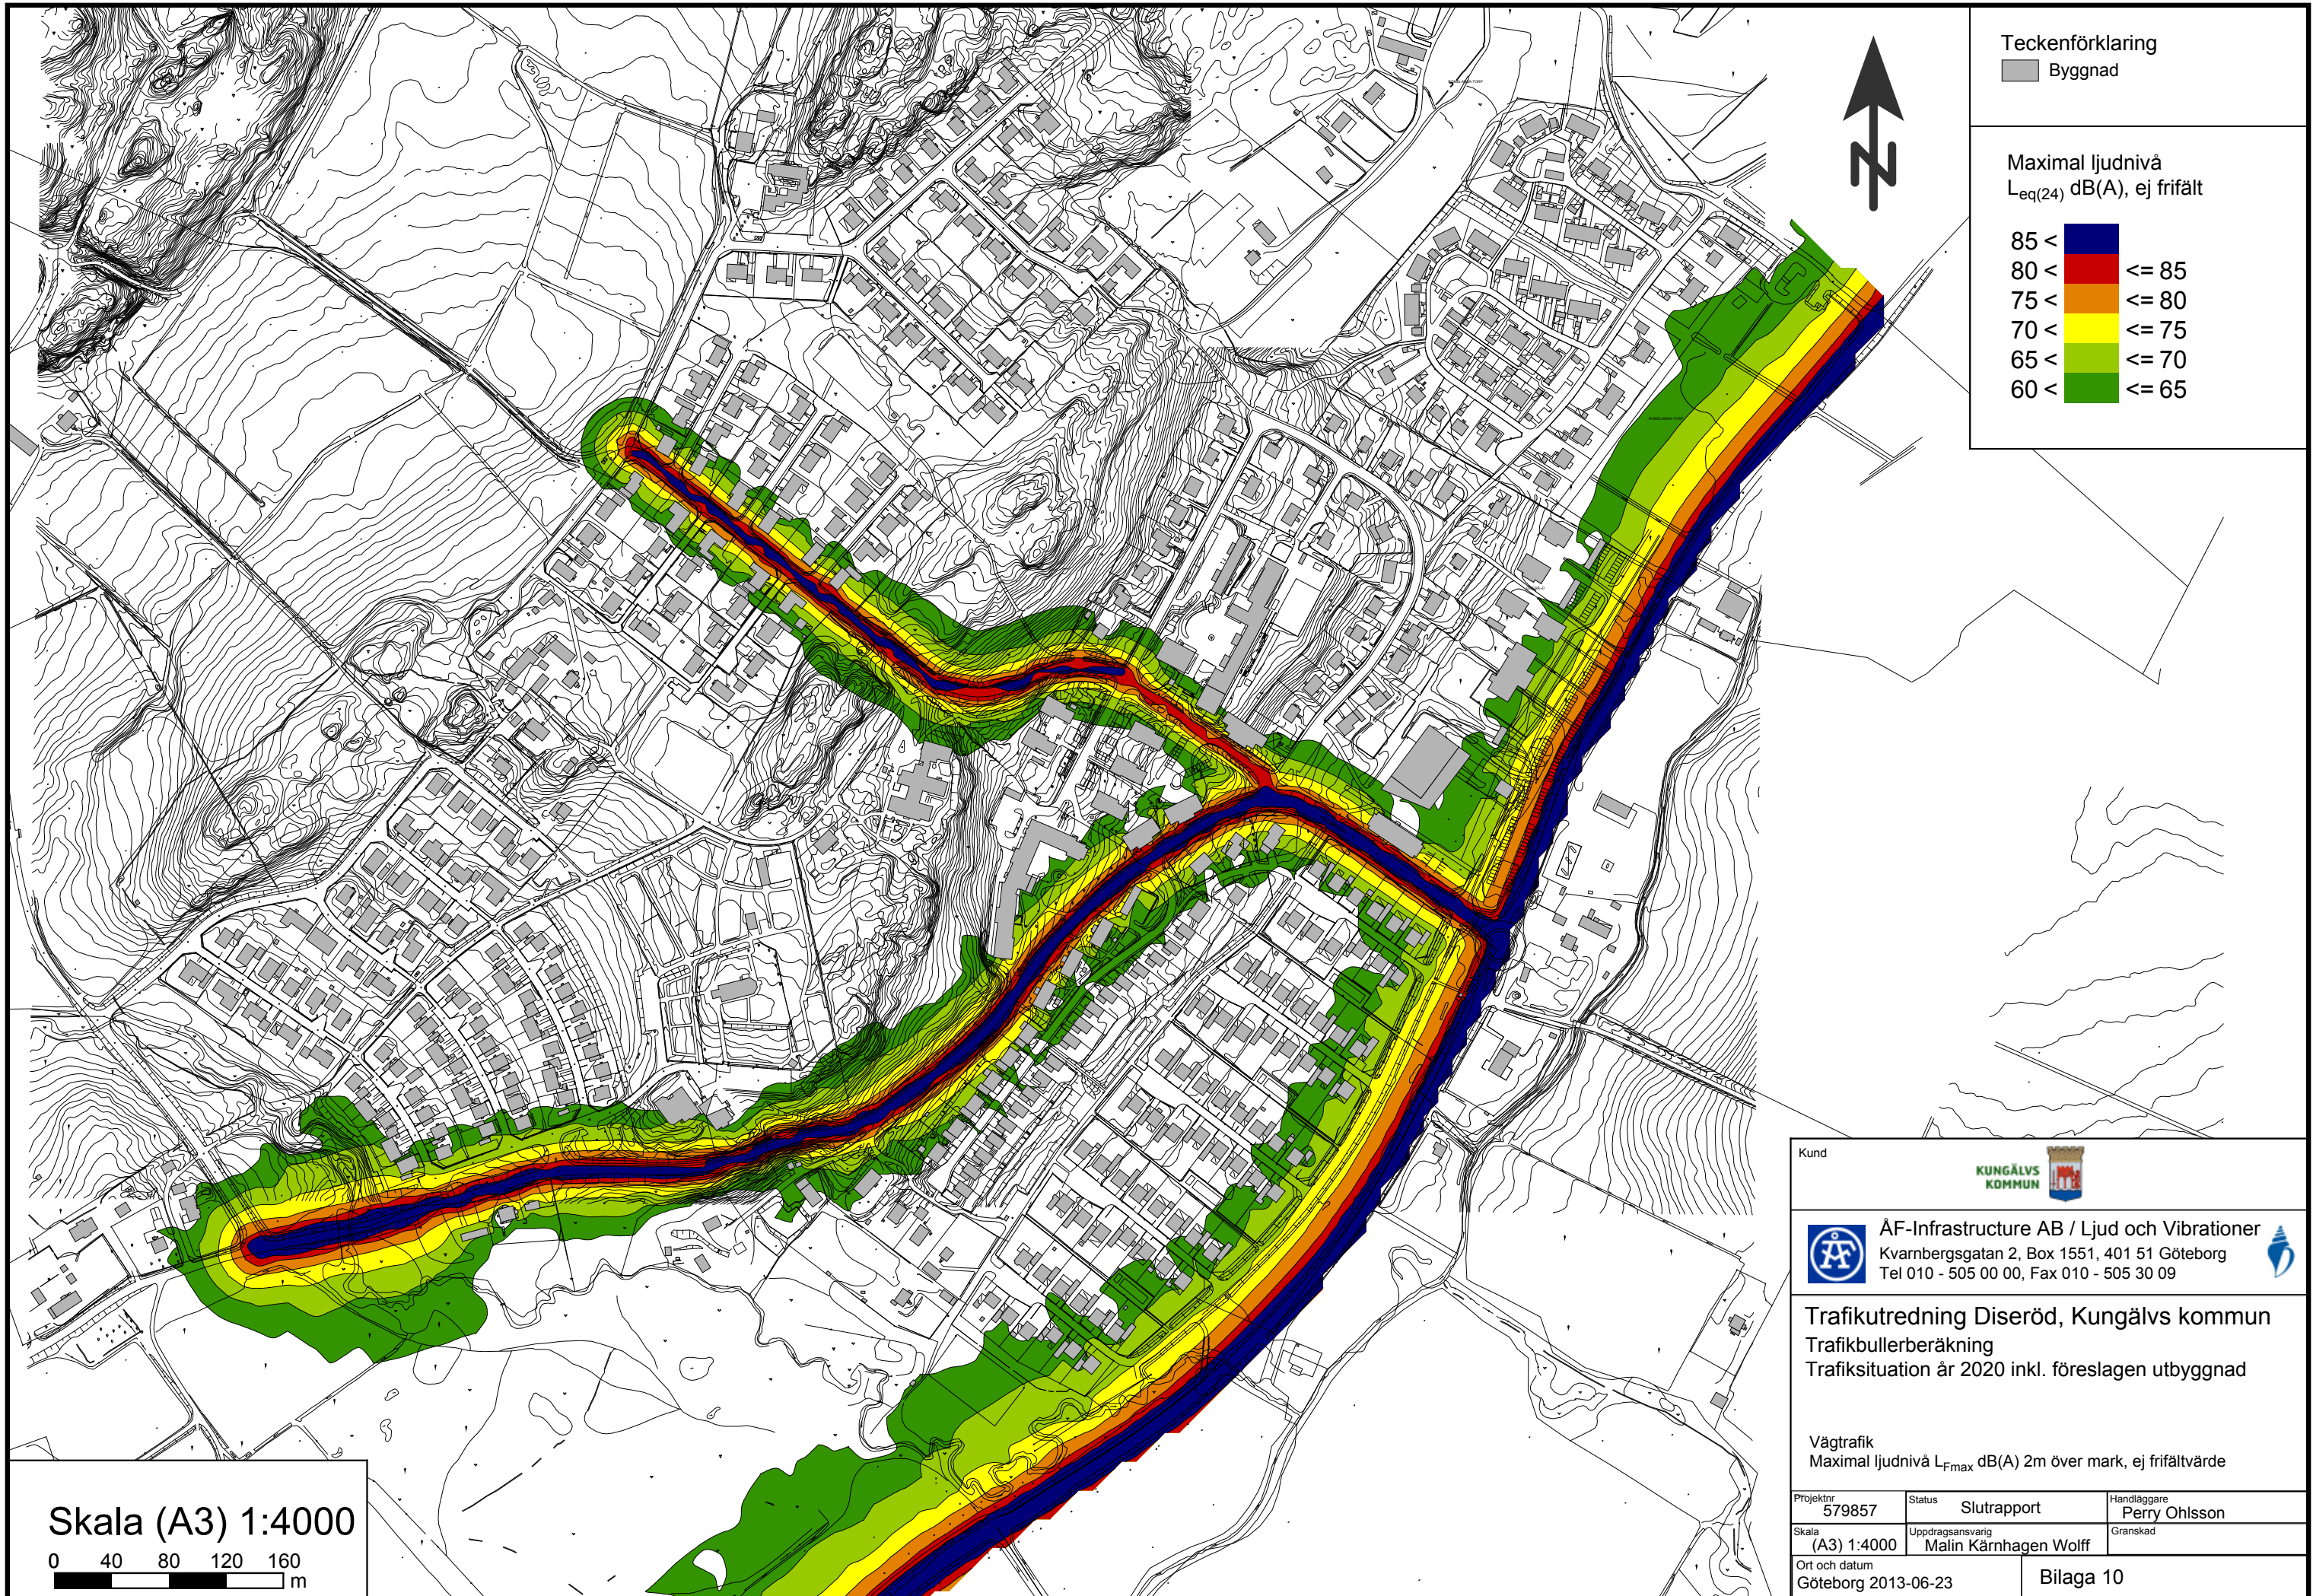 Teckenförklaring
Byggnad
Maximal ljudnivå
Leq(24) dB(A), ej frifält
85 <
80 < <= 85
75 < <= 80
70 < <= 75
65 < <= 70
60 < <= 65
N
Kund
KUNGÄLVS
KOMMUN
ÅF
ÅF-Infrastructure AB / Ljud och Vibrationer
Kvarnbergsgatan 2, Box 1551, 401 51 Göteborg
Tel 010 - 505 00 00, Fax 010 - 505 30 09
Trafikutredning Diseröd, Kungälvs kommun
Trafikbullerberäkning
Trafiksituation år 2020 inkl. föreslagen utbyggnad
Vägtrafik
Maximal ljudnivå LFmax dB(A) 2m över mark, ej frifältvärde
Projektnr
579857
Status
Slutrapport
Handläggare
Perry Ohlsson
Skala
(A3) 1:4000
Uppdragsansvarig
Malin Kärnhagen Wolff
Granskad
Ort och datum
Göteborg 2013-06-23
Bilaga 10
Skala (A3) 1:4000
0 40 80 120 160
m